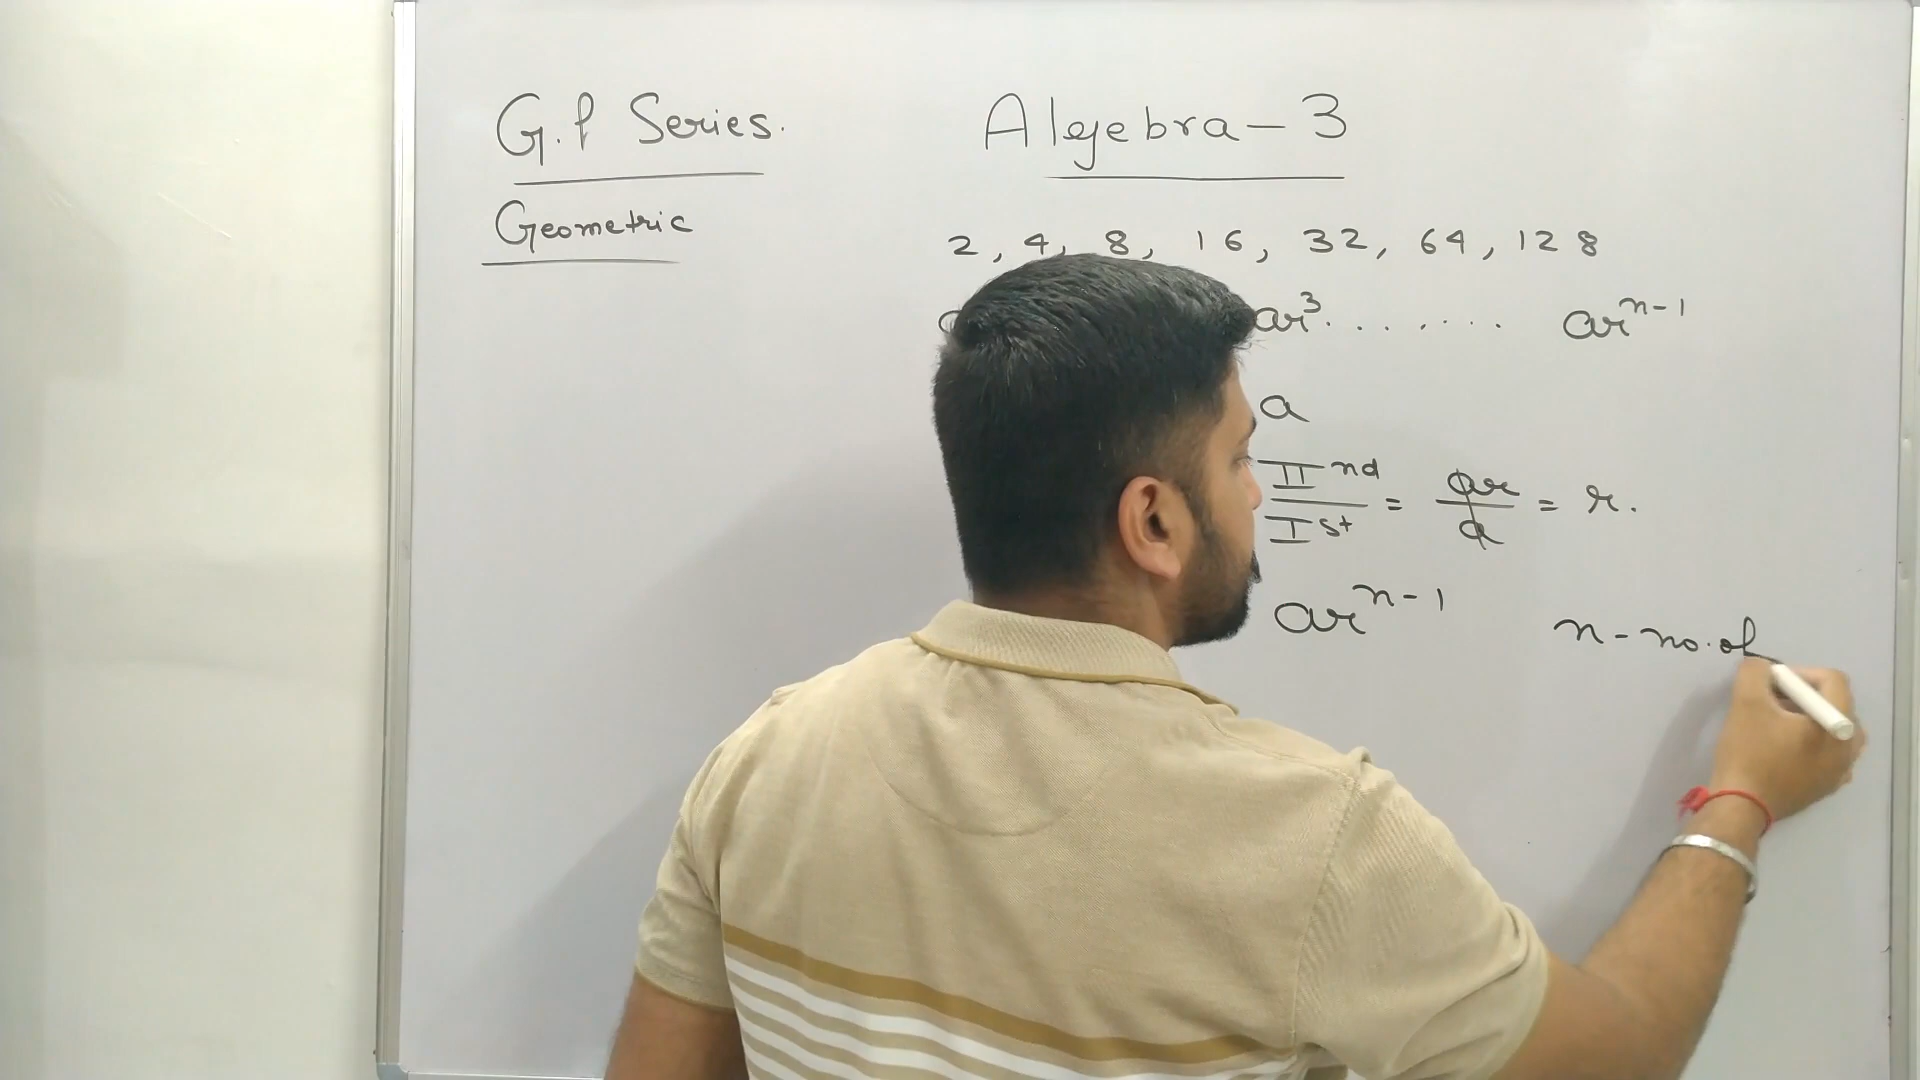 G.P Series.
Algebra-3
Geometric
2, 4, 8, 16, 32, 64, 128
ar³. . . . . . . . arⁿ⁻¹
a
IInd/Ist = ar/a = r.
arⁿ⁻¹
n - no. of